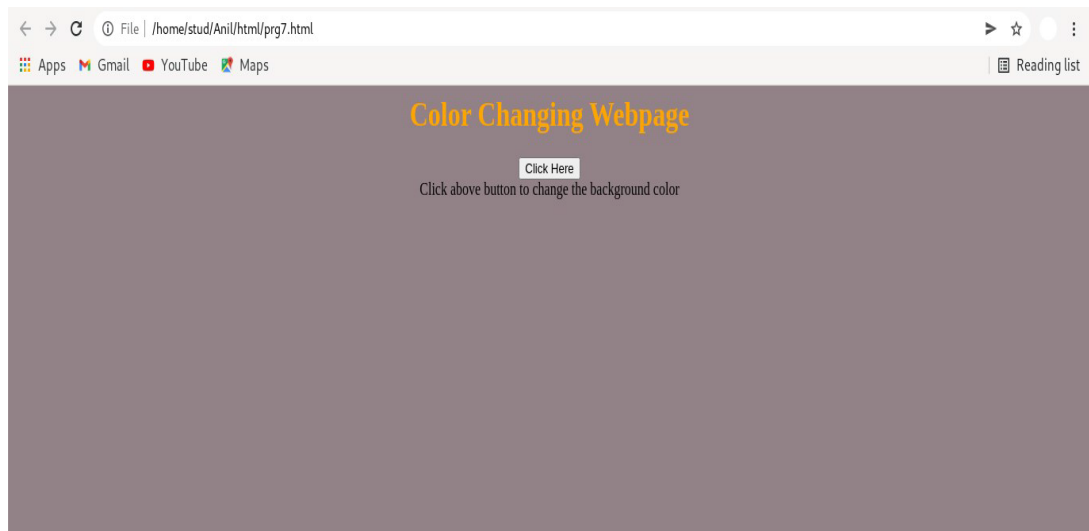 File | /home/stud/Anil/html/prg7.html
Apps Gmail YouTube Maps Reading list
Color Changing Webpage
Click Here
Click above button to change the background color